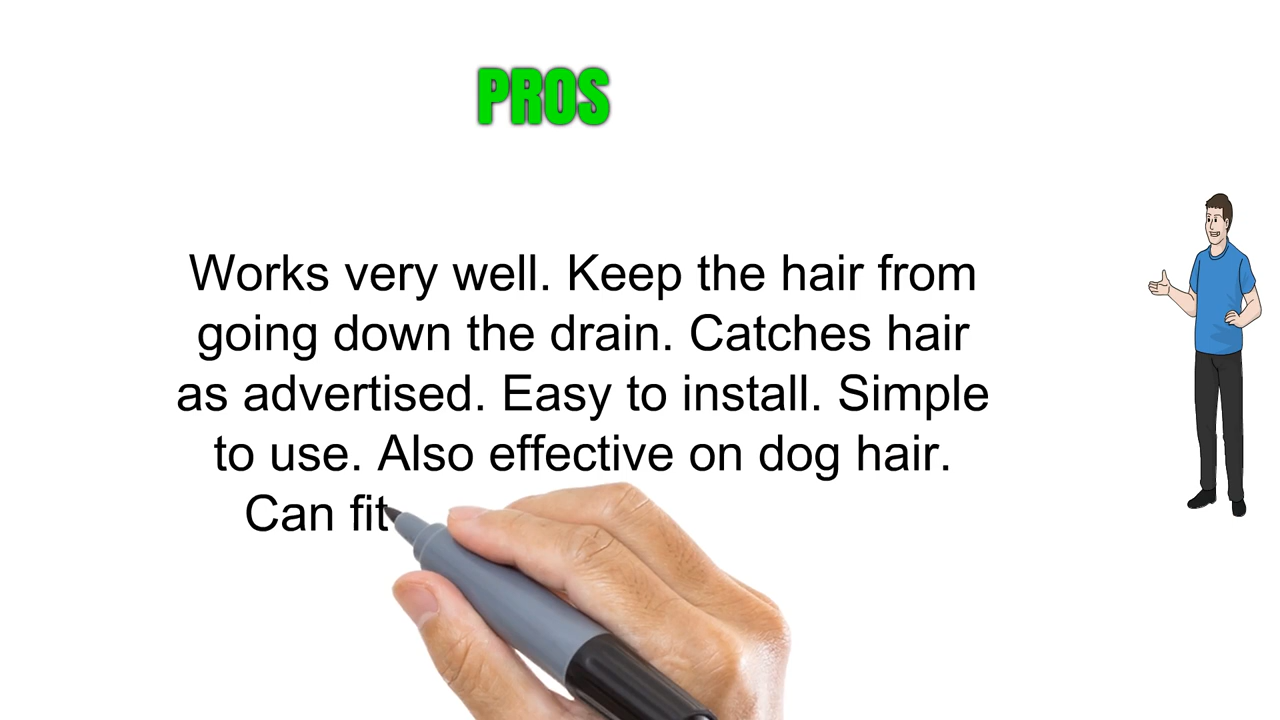 PROS
Works very well. Keep the hair from
going down the drain. Catches hair
as advertised. Easy to install. Simple
to use. Also effective on dog hair.
Can fit